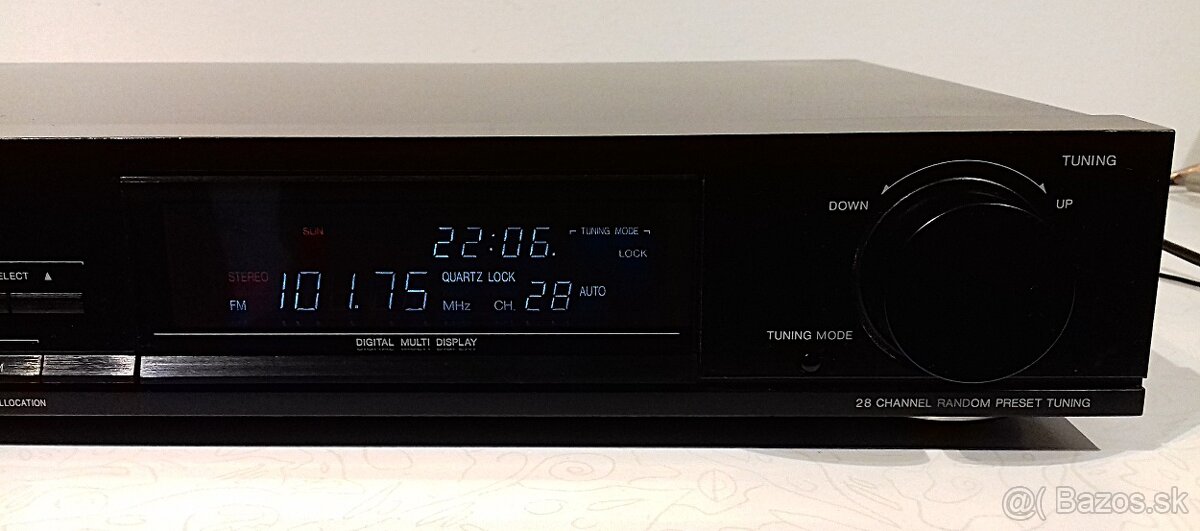 TUNING
DOWN
UP
SUN
22:06.
┌ TUNING MODE ┐
LOCK
ELECT ▲
STEREO
QUARTZ LOCK
FM 101.75 MHz CH. 28 AUTO
TUNING MODE
DIGITAL MULTI DISPLAY
M
LLOCATION
28 CHANNEL RANDOM PRESET TUNING
@( Bazos.sk